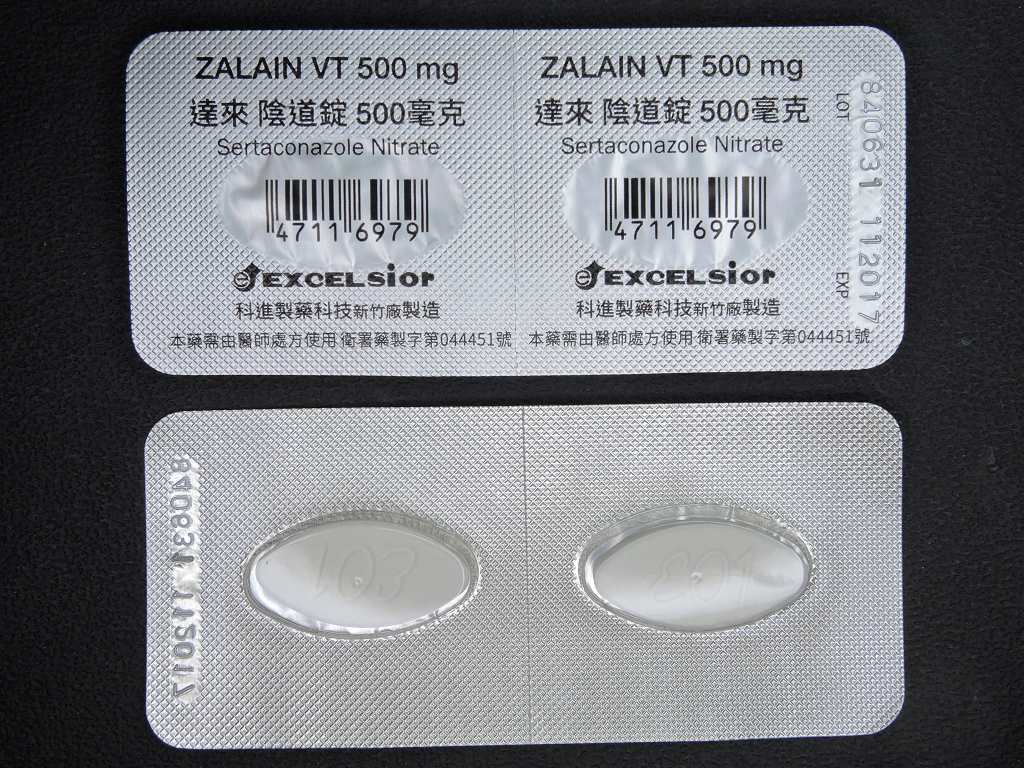 ZALAIN VT 500 mg
達來 陰道錠 500毫克
Sertaconazole Nitrate
4711 6979
eXCELSior
科進製藥科技新竹廠製造
本藥需由醫師處方使用 衛署藥製字第044451號
ZALAIN VT 500 mg
達來 陰道錠 500毫克
Sertaconazole Nitrate
4711 6979
eXCELSior
科進製藥科技新竹廠製造
本藥需由醫師處方使用 衛署藥製字第044451號
LOT
EXP
840631 112017
840631 112017
103
103